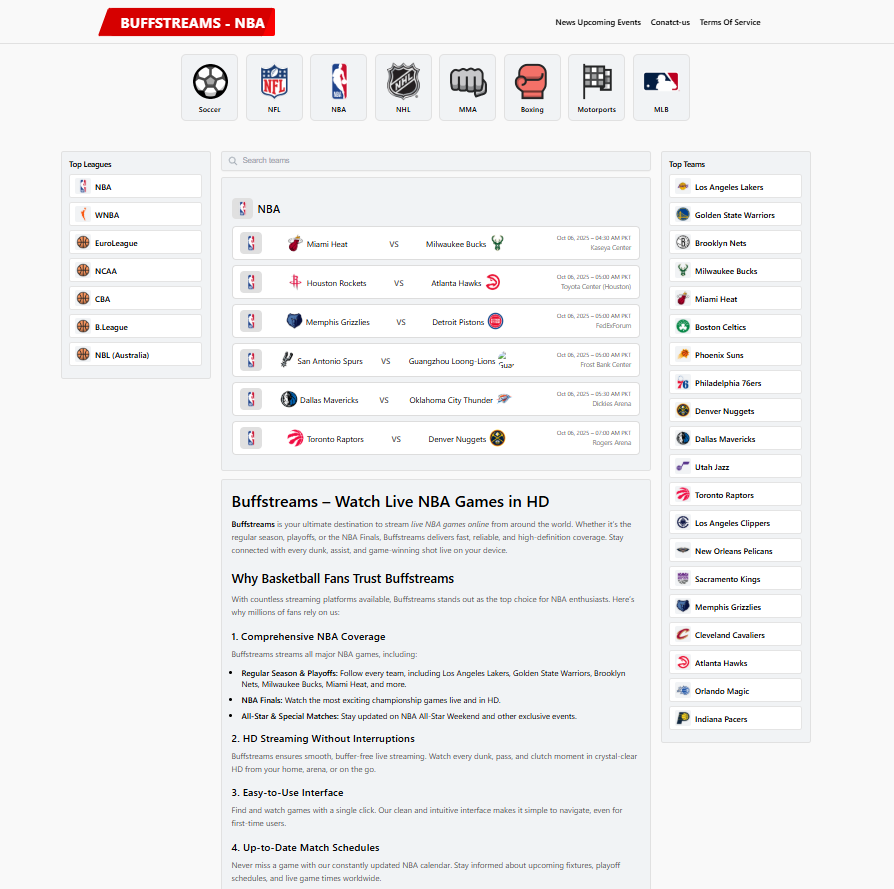 BUFFSTREAMS - NBA
News Upcoming Events Conatct-us Terms Of Service
Soccer
NFL
NBA
NHL
MMA
Boxing
Motorports
MLB
Top Leagues
NBA
WNBA
EuroLeague
NCAA
CBA
B.League
NBL (Australia)
Search teams
NBA
Miami Heat VS Milwaukee Bucks Oct 06, 2025 – 04:30 AM PKT
Kaseya Center
Houston Rockets VS Atlanta Hawks Oct 06, 2025 – 05:00 AM PKT
Toyota Center (Houston)
Memphis Grizzlies VS Detroit Pistons Oct 06, 2025 – 05:00 AM PKT
FedExForum
San Antonio Spurs VS Guangzhou Loong-Lions Guar Oct 06, 2025 – 05:00 AM PKT
Frost Bank Center
Dallas Mavericks VS Oklahoma City Thunder Oct 06, 2025 – 05:30 AM PKT
Dickies Arena
Toronto Raptors VS Denver Nuggets Oct 06, 2025 – 07:00 AM PKT
Rogers Arena
Buffstreams – Watch Live NBA Games in HD
Buffstreams is your ultimate destination to stream live NBA games online from around the world. Whether it's the
regular season, playoffs, or the NBA Finals, Buffstreams delivers fast, reliable, and high-definition coverage. Stay
connected with every dunk, assist, and game-winning shot live on your device.
Why Basketball Fans Trust Buffstreams
With countless streaming platforms available, Buffstreams stands out as the top choice for NBA enthusiasts. Here's
why millions of fans rely on us:
1. Comprehensive NBA Coverage
Buffstreams streams all major NBA games, including:
• Regular Season & Playoffs: Follow every team, including Los Angeles Lakers, Golden State Warriors, Brooklyn
Nets, Milwaukee Bucks, Miami Heat, and more.
• NBA Finals: Watch the most exciting championship games live and in HD.
• All-Star & Special Matches: Stay updated on NBA All-Star Weekend and other exclusive events.
2. HD Streaming Without Interruptions
Buffstreams ensures smooth, buffer-free live streaming. Watch every dunk, pass, and clutch moment in crystal-clear
HD from your home, arena, or on the go.
3. Easy-to-Use Interface
Find and watch games with a single click. Our clean and intuitive interface makes it simple to navigate, even for
first-time users.
4. Up-to-Date Match Schedules
Never miss a game with our constantly updated NBA calendar. Stay informed about upcoming fixtures, playoff
schedules, and live game times worldwide.
Top Teams
Los Angeles Lakers
Golden State Warriors
Brooklyn Nets
Milwaukee Bucks
Miami Heat
Boston Celtics
Phoenix Suns
Philadelphia 76ers
Denver Nuggets
Dallas Mavericks
Utah Jazz
Toronto Raptors
Los Angeles Clippers
New Orleans Pelicans
Sacramento Kings
Memphis Grizzlies
Cleveland Cavaliers
Atlanta Hawks
Orlando Magic
Indiana Pacers